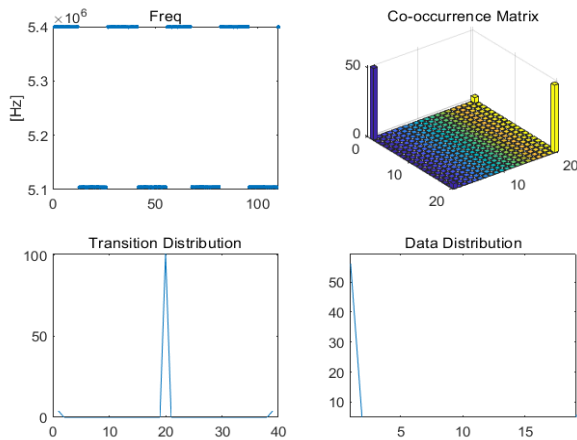 Freq
5.4 ×10⁶
5.3
5.2
5.1
[Hz]
0 50 100
Co-occurrence Matrix
50
0
0
10
20
10
20
Transition Distribution
100
50
0
0 10 20 30 40
Data Distribution
50
40
30
20
10
5 10 15